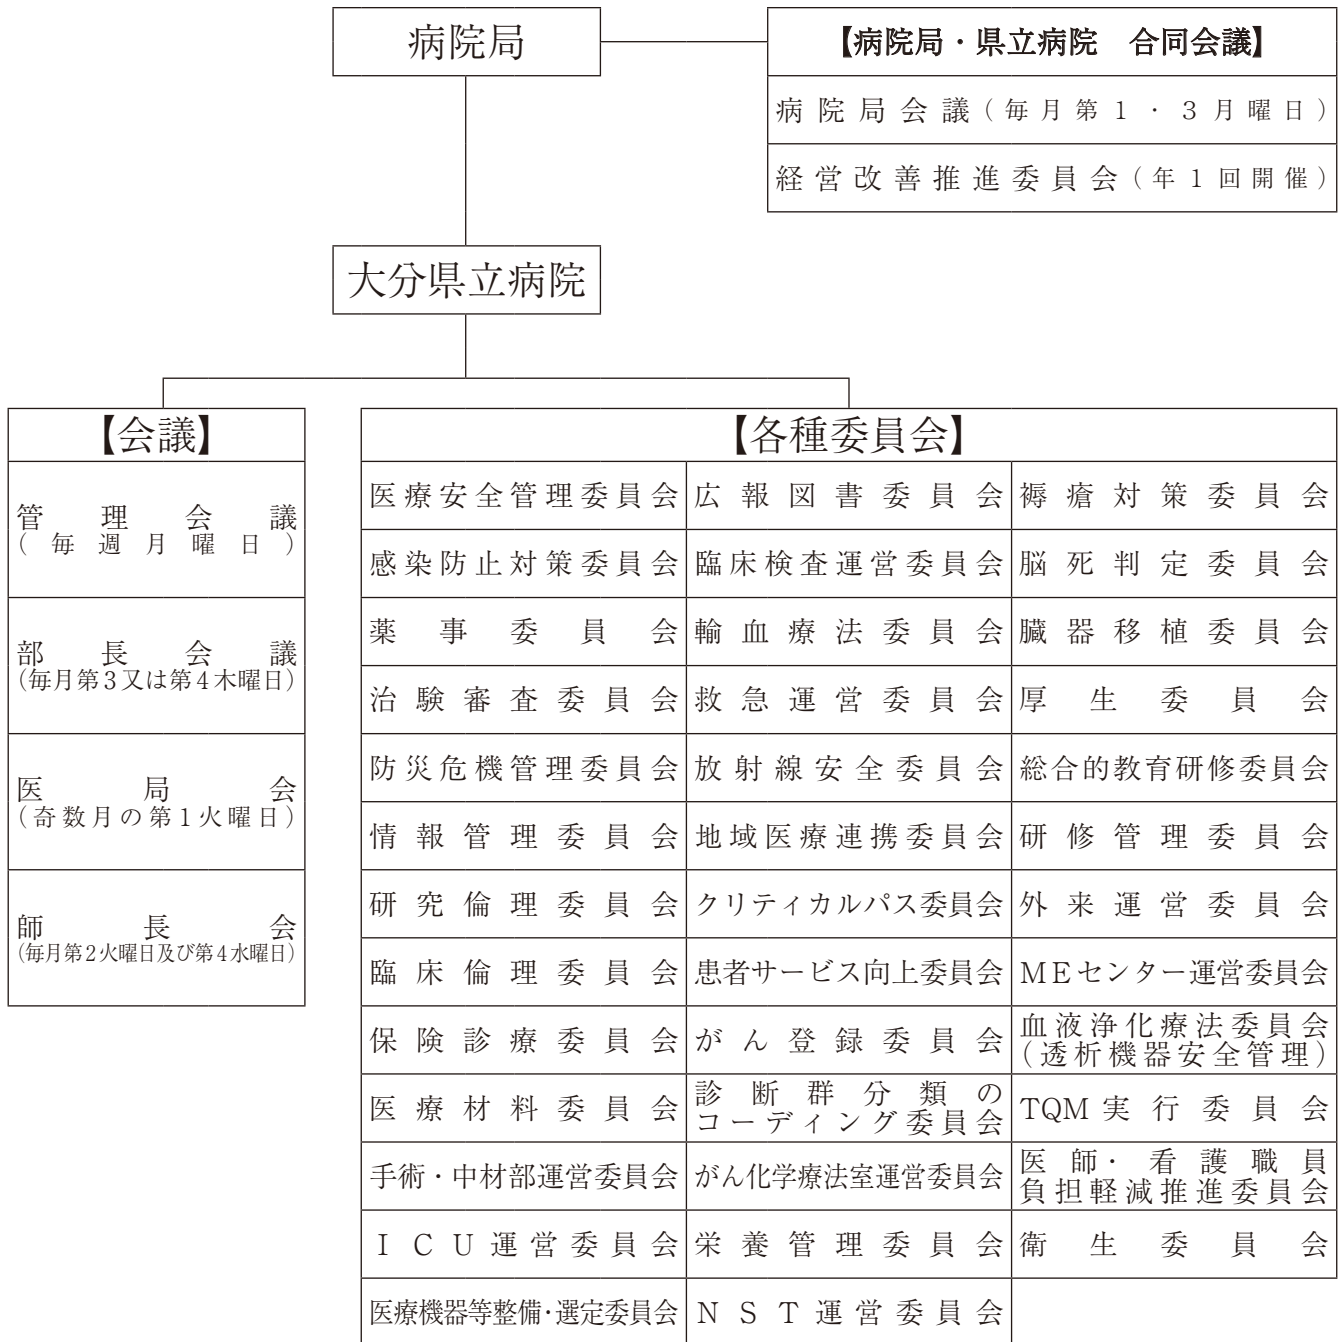 病院局
【病院局・県立病院　合同会議】
病院局会議（毎月第１・３月曜日）
経営改善推進委員会（年１回開催）
大分県立病院
【会議】
管理会議
（毎週月曜日）
部長会議
（毎月第３又は第４木曜日）
医局会
（奇数月の第１火曜日）
師長会
（毎月第２火曜日及び第４水曜日）
【各種委員会】
医療安全管理委員会
広報図書委員会
褥瘡対策委員会
感染防止対策委員会
臨床検査運営委員会
脳死判定委員会
薬事委員会
輸血療法委員会
臓器移植委員会
治験審査委員会
救急運営委員会
厚生委員会
防災危機管理委員会
放射線安全委員会
総合的教育研修委員会
情報管理委員会
地域医療連携委員会
研修管理委員会
研究倫理委員会
クリティカルパス委員会
外来運営委員会
臨床倫理委員会
患者サービス向上委員会
ＭＥセンター運営委員会
保険診療委員会
がん登録委員会
血液浄化療法委員会
（透析機器安全管理）
医療材料委員会
診断群分類の
コーディング委員会
TQM実行委員会
手術・中材部運営委員会
がん化学療法室運営委員会
医師・看護職員
負担軽減推進委員会
ＩＣＵ運営委員会
栄養管理委員会
衛生委員会
医療機器等整備・選定委員会
ＮＳＴ運営委員会